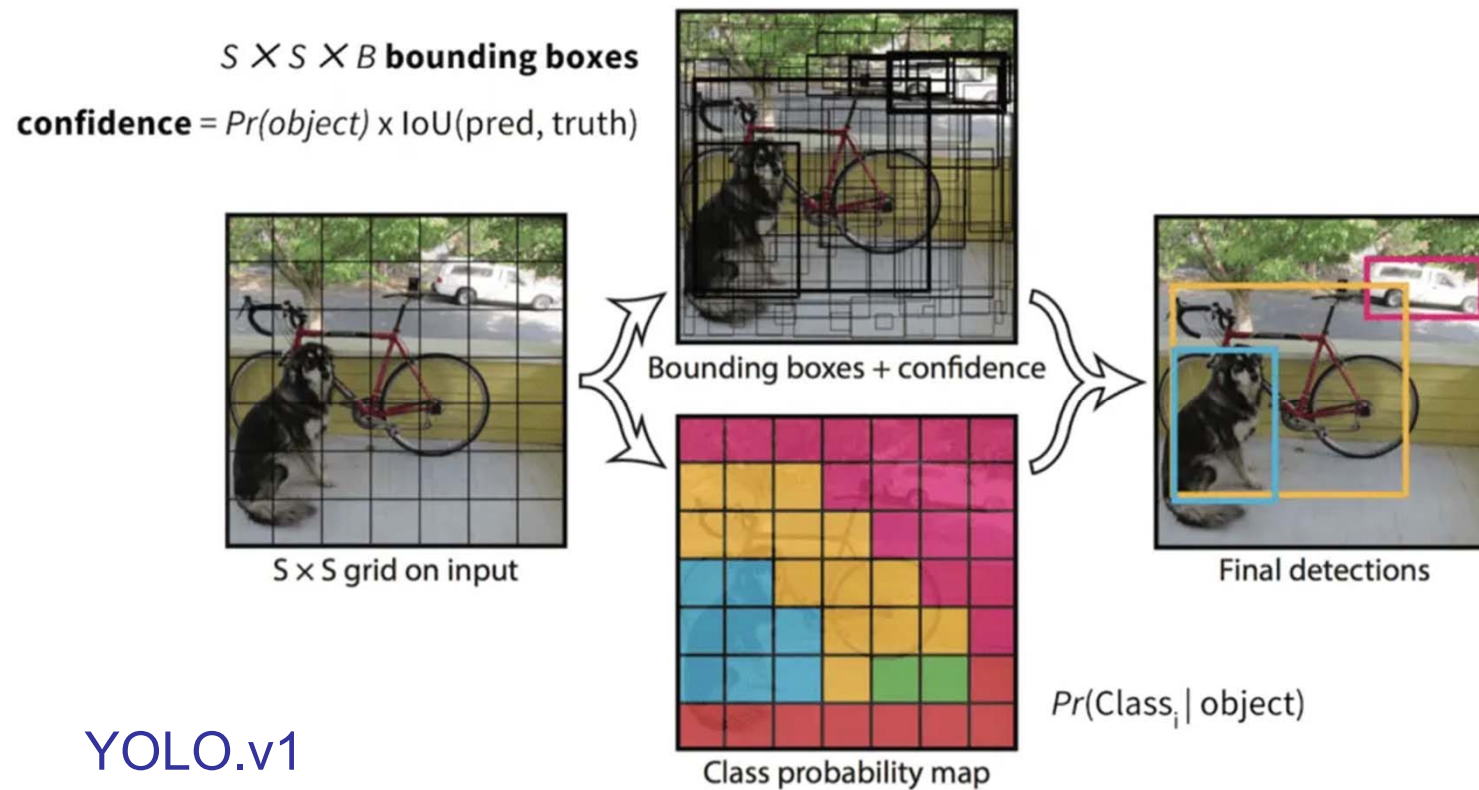 S × S × B bounding boxes
confidence = Pr(object) x IoU(pred, truth)
S × S grid on input
Bounding boxes + confidence
Class probability map
Pr(Classᵢ | object)
Final detections
YOLO.v1